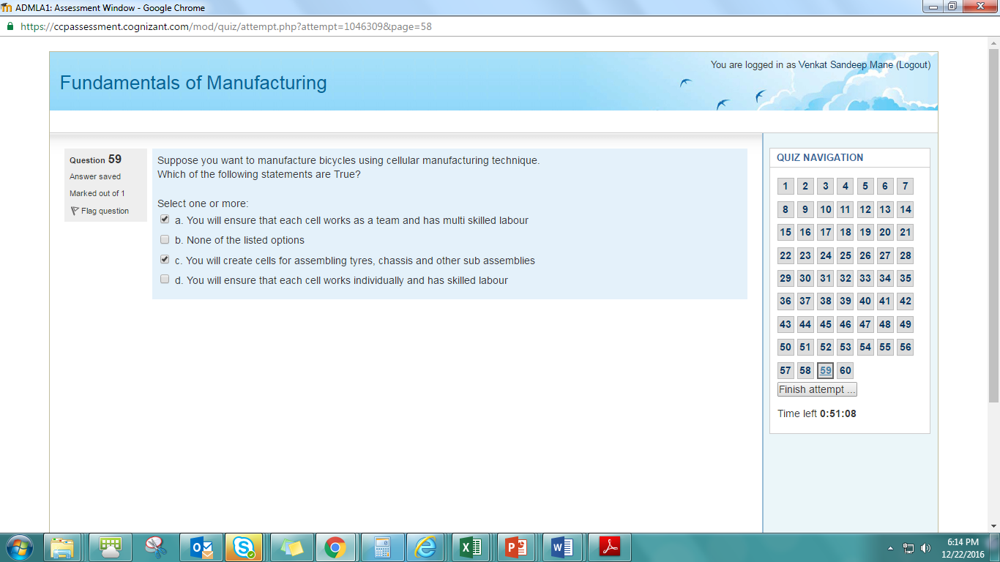 ADMLA1: Assessment Window - Google Chrome
https://ccpassessment.cognizant.com/mod/quiz/attempt.php?attempt=1046309&page=58
You are logged in as Venkat Sandeep Mane (Logout)
Fundamentals of Manufacturing
Question 59
Answer saved
Marked out of 1
Flag question
Suppose you want to manufacture bicycles using cellular manufacturing technique.
Which of the following statements are True?
Select one or more:
a. You will ensure that each cell works as a team and has multi skilled labour
b. None of the listed options
c. You will create cells for assembling tyres, chassis and other sub assemblies
d. You will ensure that each cell works individually and has skilled labour
QUIZ NAVIGATION
1 2 3 4 5 6 7
8 9 10 11 12 13 14
15 16 17 18 19 20 21
22 23 24 25 26 27 28
29 30 31 32 33 34 35
36 37 38 39 40 41 42
43 44 45 46 47 48 49
50 51 52 53 54 55 56
57 58 59 60
Finish attempt ...
Time left 0:51:08
6:14 PM
12/22/2016